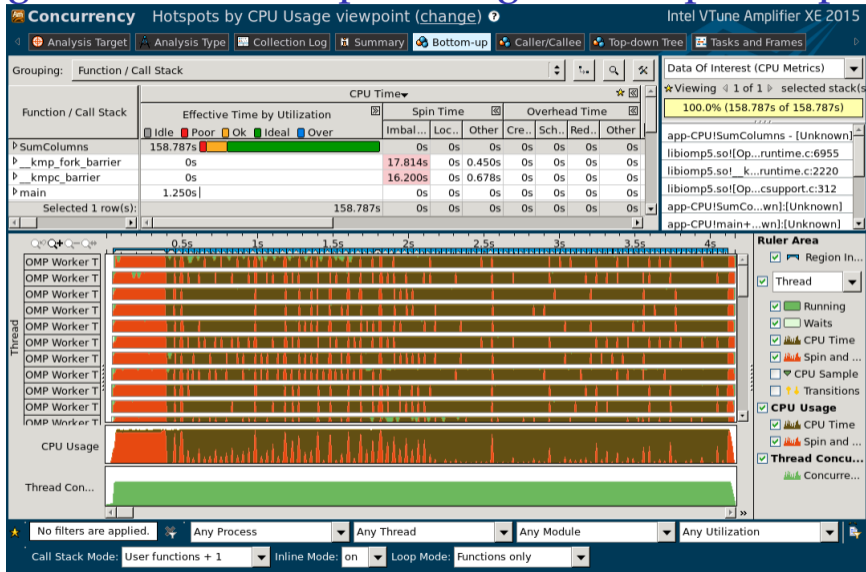 Concurrency Hotspots by CPU Usage viewpoint (change) Intel VTune Amplifier XE 2015
Analysis Target Analysis Type Collection Log Summary Bottom-up Caller/Callee Top-down Tree Tasks and Frames
Grouping: Function / Call Stack
Data Of Interest (CPU Metrics)
Viewing 1 of 1 selected stack(s
100.0% (158.787s of 158.787s)
app-CPU!SumColumns - [Unknown]
libiomp5.so![Op...runtime.c:6955
libiomp5.so!__k...runtime.c:2220
libiomp5.so![Op...csupport.c:312
app-CPU!SumCo...wn]:[Unknown]
app-CPU!main+...wn]:[Unknown]
Function / Call Stack
CPU Time
Effective Time by Utilization Spin Time Overhead Time
Idle Poor Ok Ideal Over Imbal... Loc... Other Cre... Sch... Red... Other
SumColumns 158.787s 0s 0s 0s 0s 0s 0s 0s
__kmp_fork_barrier 0s 17.814s 0s 0.450s 0s 0s 0s 0s
__kmpc_barrier 0s 16.200s 0s 0.678s 0s 0s 0s 0s
main 1.250s 0s 0s 0s 0s 0s 0s 0s
Selected 1 row(s): 158.787s 0s 0s 0s 0s 0s 0s 0s
0.5s 1s 1.5s 2s 2.5s 3s 3.5s 4s
Thread
OMP Worker T
OMP Worker T
OMP Worker T
OMP Worker T
OMP Worker T
OMP Worker T
OMP Worker T
OMP Worker T
OMP Worker T
OMP Worker T
OMP Worker T
CPU Usage
Thread Con...
Ruler Area
Region In...
Thread
Running
Waits
CPU Time
Spin and ...
CPU Sample
Transitions
CPU Usage
CPU Time
Spin and ...
Thread Concu...
Concurre...
No filters are applied. Any Process Any Thread Any Module Any Utilization
Call Stack Mode: User functions + 1 Inline Mode: on Loop Mode: Functions only